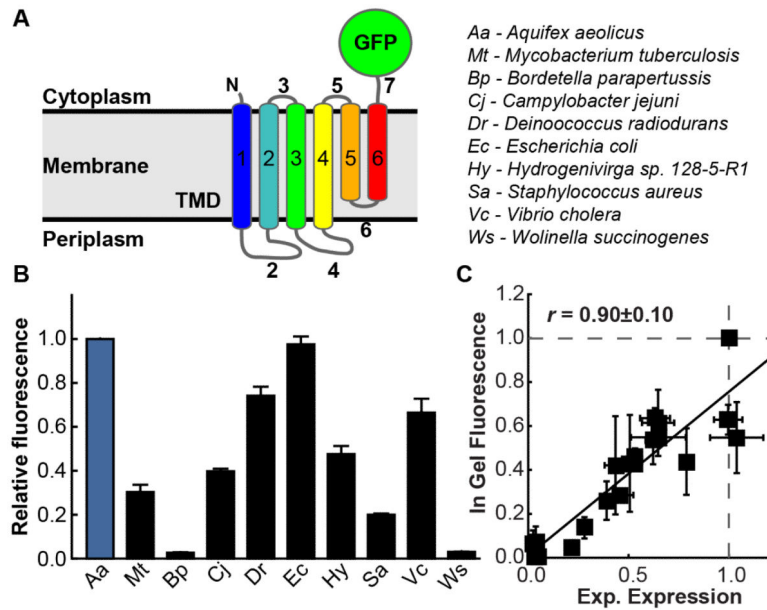 A
GFP
N
3
5
7
Cytoplasm
Membrane
1
2
3
4
5
6
TMD
Periplasm
2
4
6
Aa - Aquifex aeolicus
Mt - Mycobacterium tuberculosis
Bp - Bordetella parapertussis
Cj - Campylobacter jejuni
Dr - Deinoococcus radiodurans
Ec - Escherichia coli
Hy - Hydrogenivirga sp. 128-5-R1
Sa - Staphylococcus aureus
Vc - Vibrio cholera
Ws - Wolinella succinogenes
B
Relative fluorescence
1.0
0.8
0.6
0.4
0.2
0.0
Aa
Mt
Bp
Cj
Dr
Ec
Hy
Sa
Vc
Ws
C
In Gel Fluorescence
1.0
0.8
0.6
0.4
0.2
0.0
r = 0.90±0.10
0.0
0.5
1.0
Exp. Expression